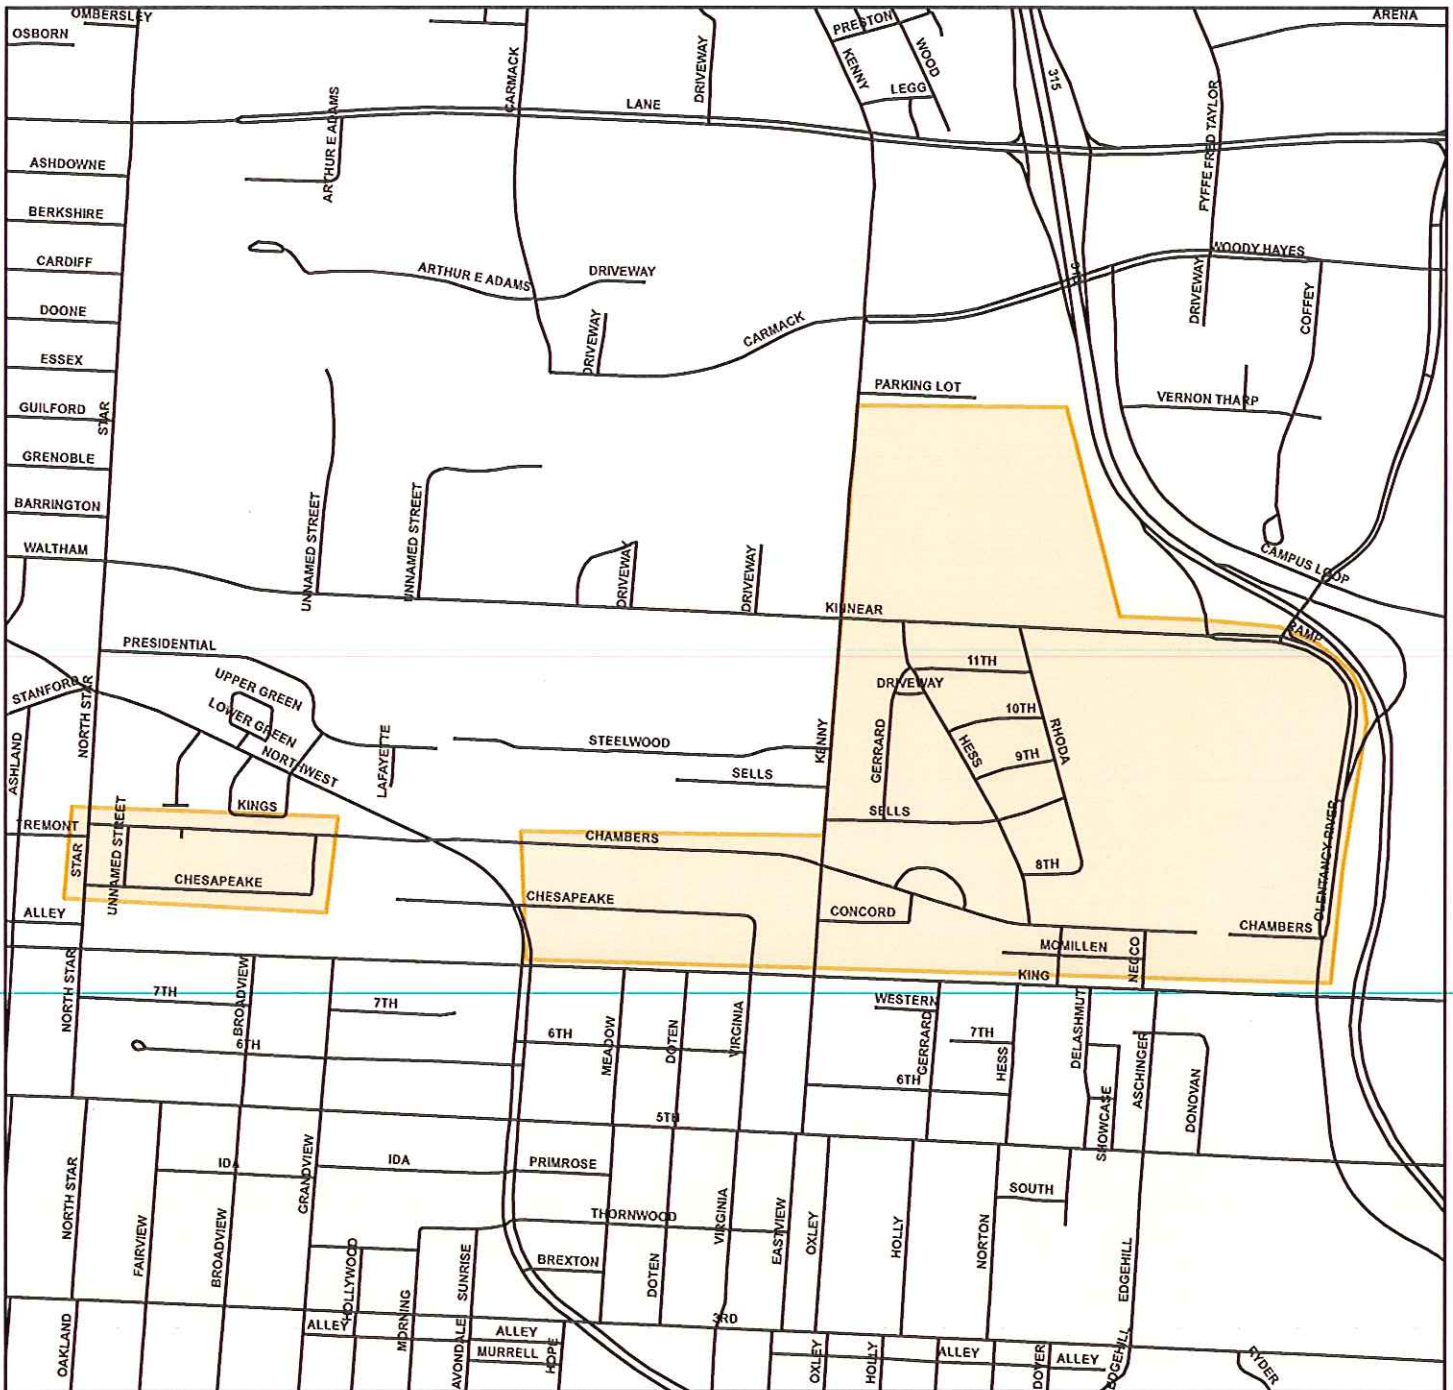 OMBERSLEY
ARENA
OSBORN
PRESTON
KENNY
WOOD
CARMACK
DRIVEWAY
315
LEGG
FYFFE FRED TAYLOR
LANE
ARTHUR E ADAMS
ASHDOWNE
BERKSHIRE
CARDIFF
WOODY HAYES
ARTHUR E ADAMS
DRIVEWAY
315
DRIVEWAY
COFFEY
DOONE
CARMACK
DRIVEWAY
ESSEX
PARKING LOT
VERNON THARP
GUILFORD
STAR
GRENOBLE
BARRINGTON
UNNAMED STREET
UNNAMED STREET
WALTHAM
DRIVEWAY
DRIVEWAY
CAMPUS LOOP
KINNEAR
RAMP
PRESIDENTIAL
11TH
UPPER GREEN
DRIVEWAY
STANFORD
NORTH STAR
LOWER GREEN
10TH
RHODA
STEELWOOD
KENNY
GERRARD
HESS
9TH
NORTHWEST
LAFAYETTE
ASHLAND
SELLS
KINGS
SELLS
TREMONT
UNNAMED STREET
CHAMBERS
OLENTANGY RIVER
STAR
CHESAPEAKE
8TH
CHESAPEAKE
ALLEY
CONCORD
CHAMBERS
MCMILLEN
NECCO
KING
NORTH STAR
BROADVIEW
7TH
7TH
WESTERN
6TH
6TH
MEADOW
DOTEN
VIRGINIA
GERRARD
7TH
HESS
DELASHMUT
ASCHINGER
6TH
SHOWCASE
DONOVAN
5TH
IDA
IDA
PRIMROSE
GRANDVIEW
SOUTH
NORTH STAR
FAIRVIEW
BROADVIEW
THORNWOOD
VIRGINIA
EASTVIEW
OXLEY
HOLLY
NORTON
HOLLYWOOD
SUNRISE
BREXTON
DOTEN
EDGEHILL
MORNING
3RD
OAKLAND
ALLEY
AVONDALE
ALLEY
MURRELL
HOPE
OXLEY
HOLLY
ALLEY
DOVER
ALLEY
EDGEHILL
RYDER